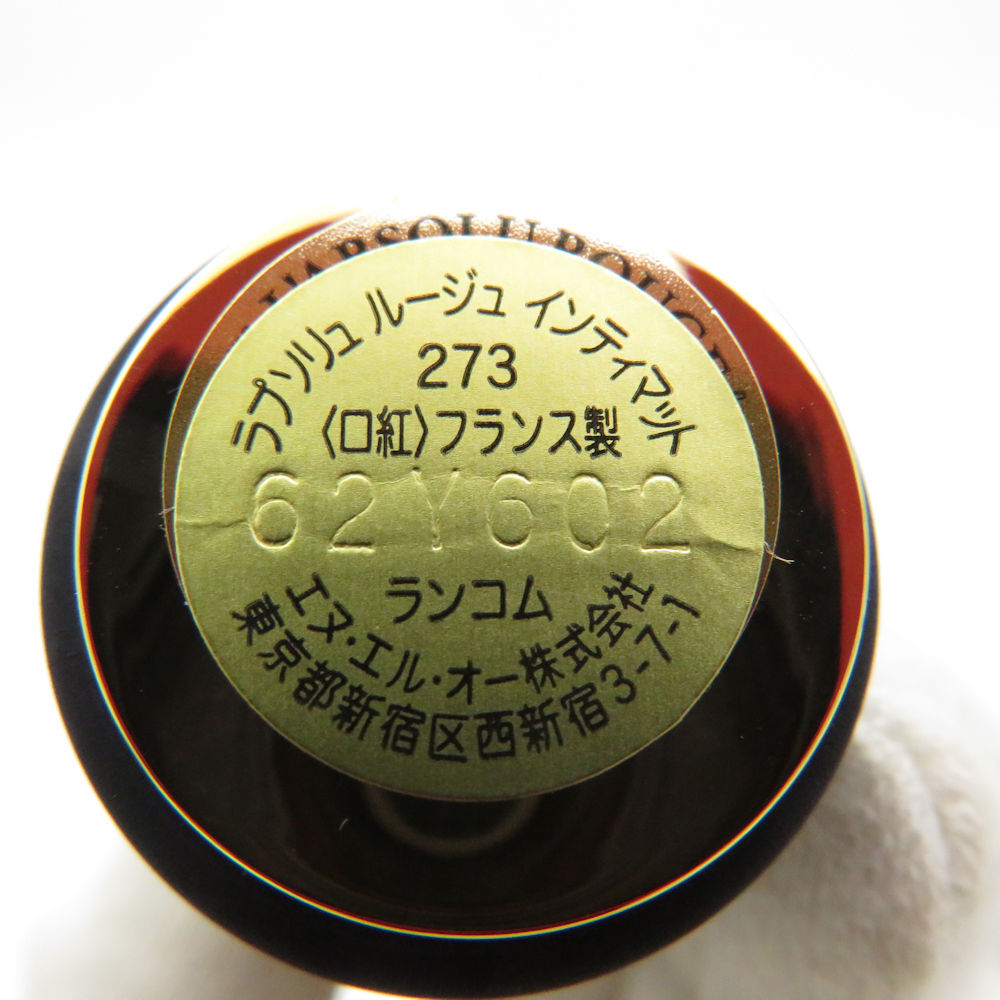 L'ABSOLU ROUGE
ラプソリュ ルージュ インティマット
273
〈口紅〉フランス製
62Y602
ランコム
エヌ・エル・オー株式会社
東京都新宿区西新宿3-7-1